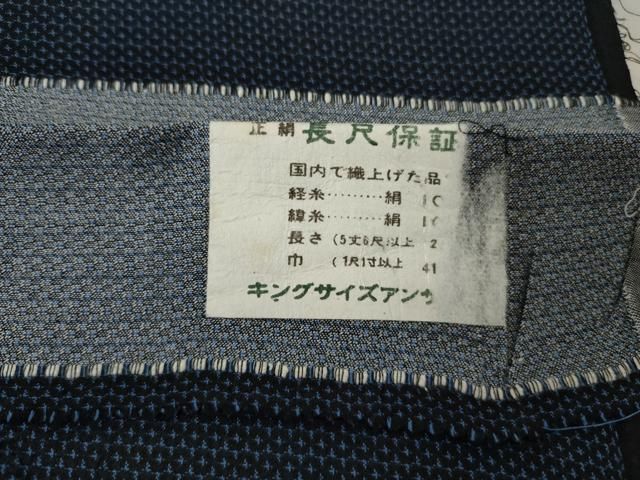 正絹 長尺保証
国内で織上げた品
経糸………絹
緯糸………絹
長さ (5丈6尺以上 2
巾 (1尺1寸以上 41
キングサイズアンサ